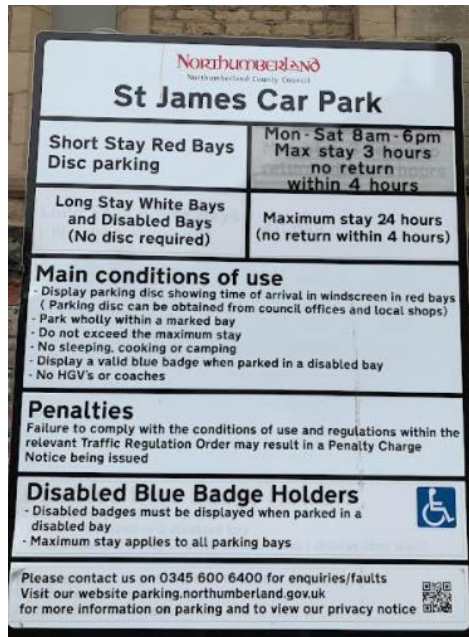 NORTHUMBERLAND
Northumberland County Council
St James Car Park
Short Stay Red Bays
Disc parking
Mon - Sat 8am - 6pm
Max stay 3 hours
no return
within 4 hours
Long Stay White Bays
and Disabled Bays
(No disc required)
Maximum stay 24 hours
(no return within 4 hours)
Main conditions of use
- Display parking disc showing time of arrival in windscreen in red bays
( Parking disc can be obtained from council offices and local shops)
- Park wholly within a marked bay
- Do not exceed the maximum stay
- No sleeping, cooking or camping
- Display a valid blue badge when parked in a disabled bay
- No HGV's or coaches
Penalties
Failure to comply with the conditions of use and regulations within the
relevant Traffic Regulation Order may result in a Penalty Charge
Notice being issued
Disabled Blue Badge Holders
- Disabled badges must be displayed when parked in a
disabled bay
- Maximum stay applies to all parking bays
Please contact us on 0345 600 6400 for enquiries/faults
Visit our website parking.northumberland.gov.uk
for more information on parking and to view our privacy notice